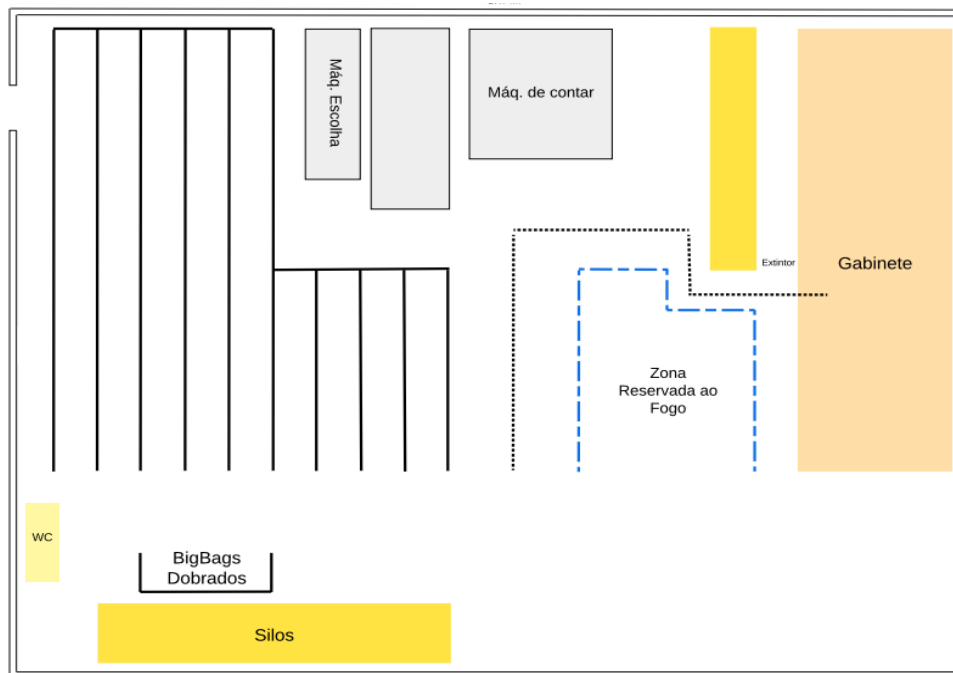 Máq. Escolha
Máq. de contar
Extintor
Gabinete
Zona
Reservada ao
Fogo
WC
BigBags
Dobrados
Silos